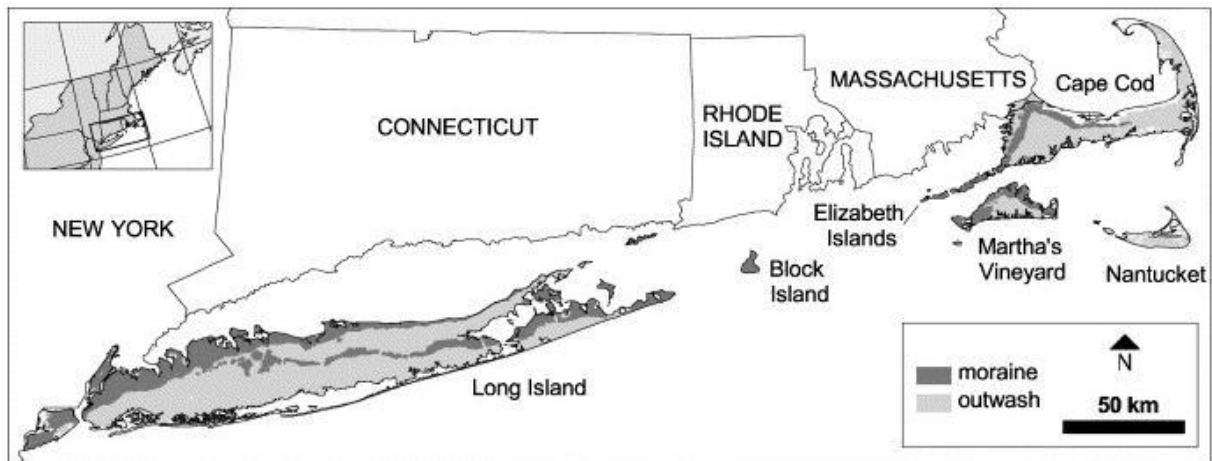 MASSACHUSETTS
Cape Cod
CONNECTICUT
RHODE
ISLAND
NEW YORK
Elizabeth
Islands
Martha's
Vineyard
Nantucket
Block
Island
Long Island
moraine
outwash
N
50 km